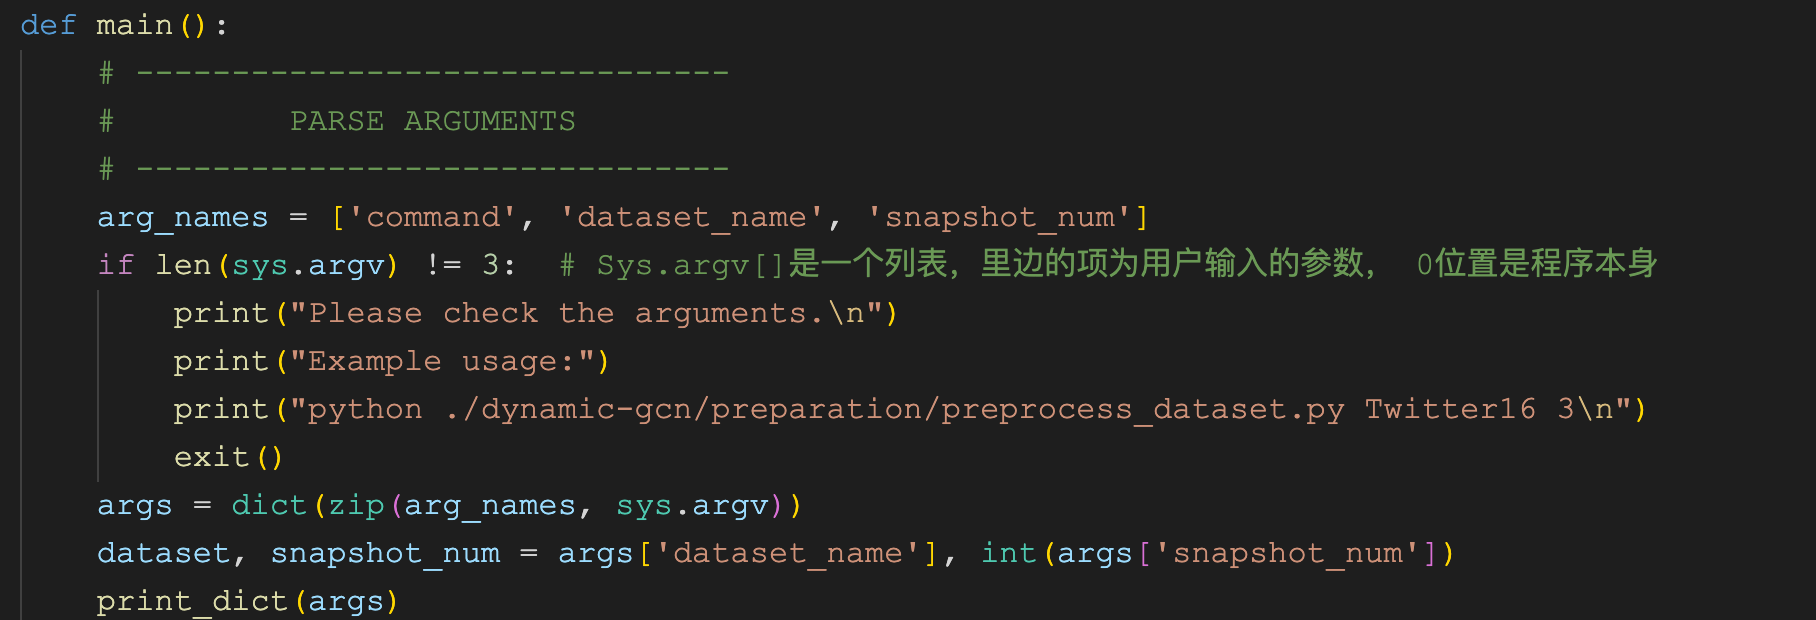 def main():
    # -------------------------------
    #         PARSE ARGUMENTS
    # -------------------------------
    arg_names = ['command', 'dataset_name', 'snapshot_num']
    if len(sys.argv) != 3:  # Sys.argv[]是一个列表，里边的项为用户输入的参数， 0位置是程序本身
        print("Please check the arguments.\n")
        print("Example usage:")
        print("python ./dynamic-gcn/preparation/preprocess_dataset.py Twitter16 3\n")
        exit()
    args = dict(zip(arg_names, sys.argv))
    dataset, snapshot_num = args['dataset_name'], int(args['snapshot_num'])
    print_dict(args)